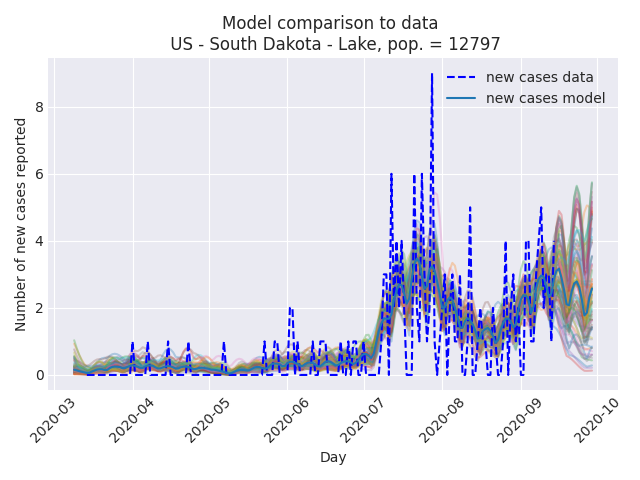 Model comparison to data
US - South Dakota - Lake, pop. = 12797
new cases data
new cases model
Number of new cases reported
8
6
4
2
0
2020-03
2020-04
2020-05
2020-06
2020-07
2020-08
2020-09
2020-10
Day